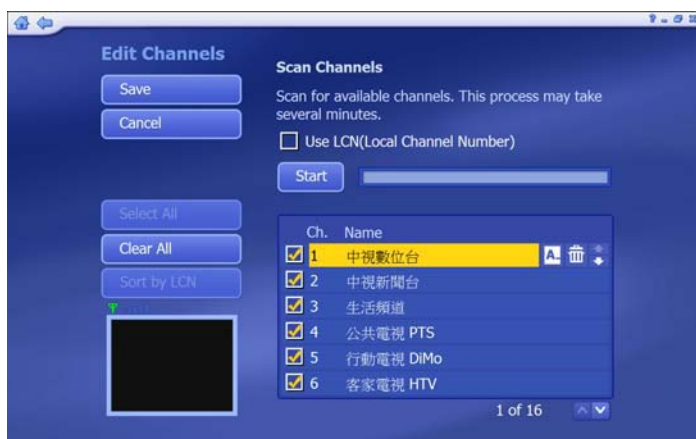 Edit Channels
Save
Cancel
Select All
Clear All
Sort by LCN
Scan Channels
Scan for available channels. This process may take
several minutes.
Use LCN(Local Channel Number)
Start
Ch. Name
1 中視數位台
2 中視新聞台
3 生活頻道
4 公共電視 PTS
5 行動電視 DiMo
6 客家電視 HTV
1 of 16